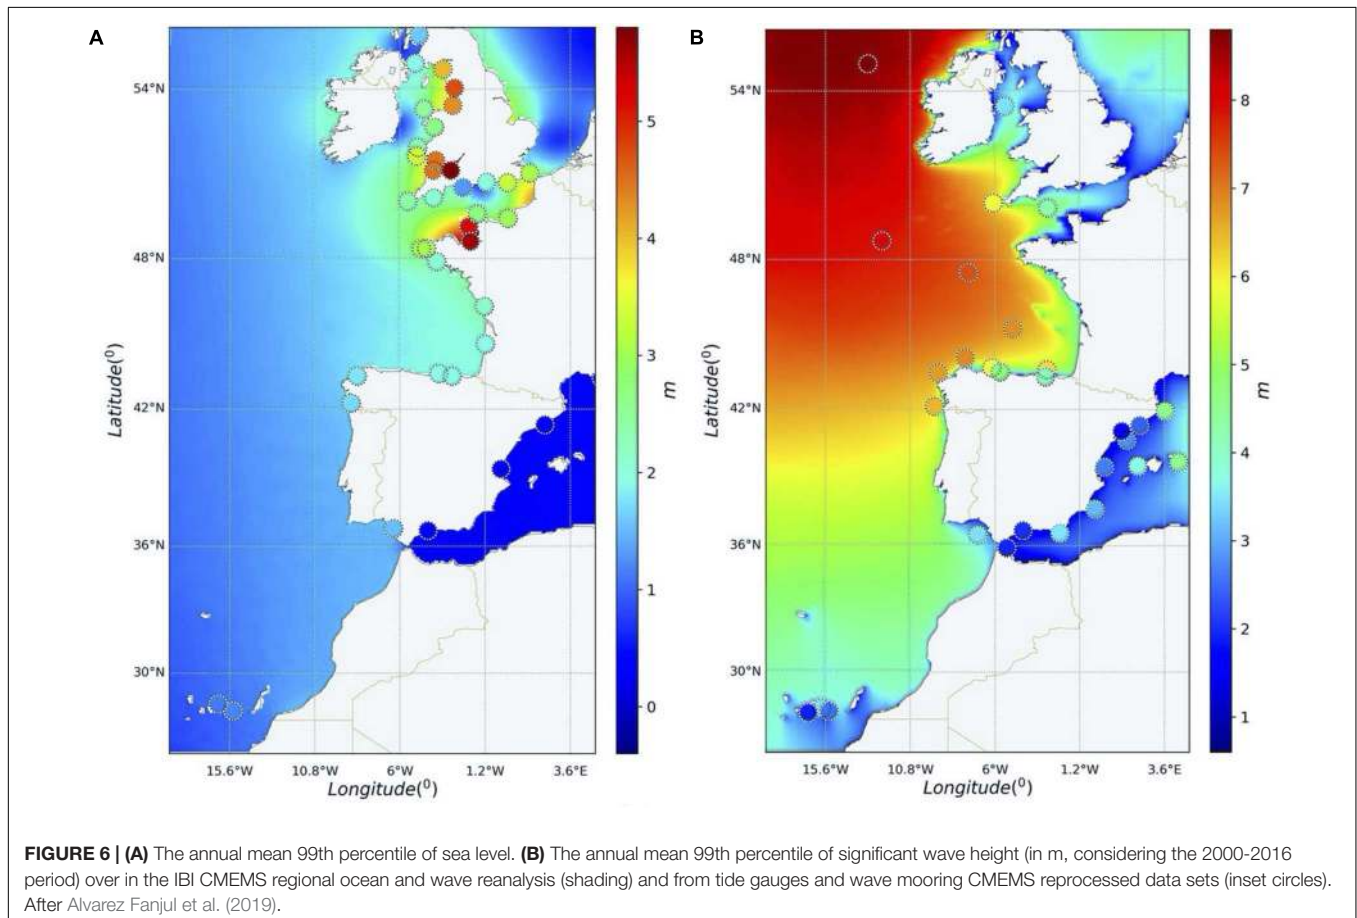 A
54°N
48°N
42°N
36°N
30°N
Latitude(⁰)
15.6°W 10.8°W 6°W 1.2°W 3.6°E
Longitude(⁰)
5
4
3
2
1
0
m
B
54°N
48°N
42°N
36°N
30°N
Latitude(⁰)
15.6°W 10.8°W 6°W 1.2°W 3.6°E
Longitude(⁰)
8
7
6
5
4
3
2
1
m
FIGURE 6 | (A) The annual mean 99th percentile of sea level. (B) The annual mean 99th percentile of significant wave height (in m, considering the 2000-2016
period) over in the IBI CMEMS regional ocean and wave reanalysis (shading) and from tide gauges and wave mooring CMEMS reprocessed data sets (inset circles).
After Alvarez Fanjul et al. (2019).